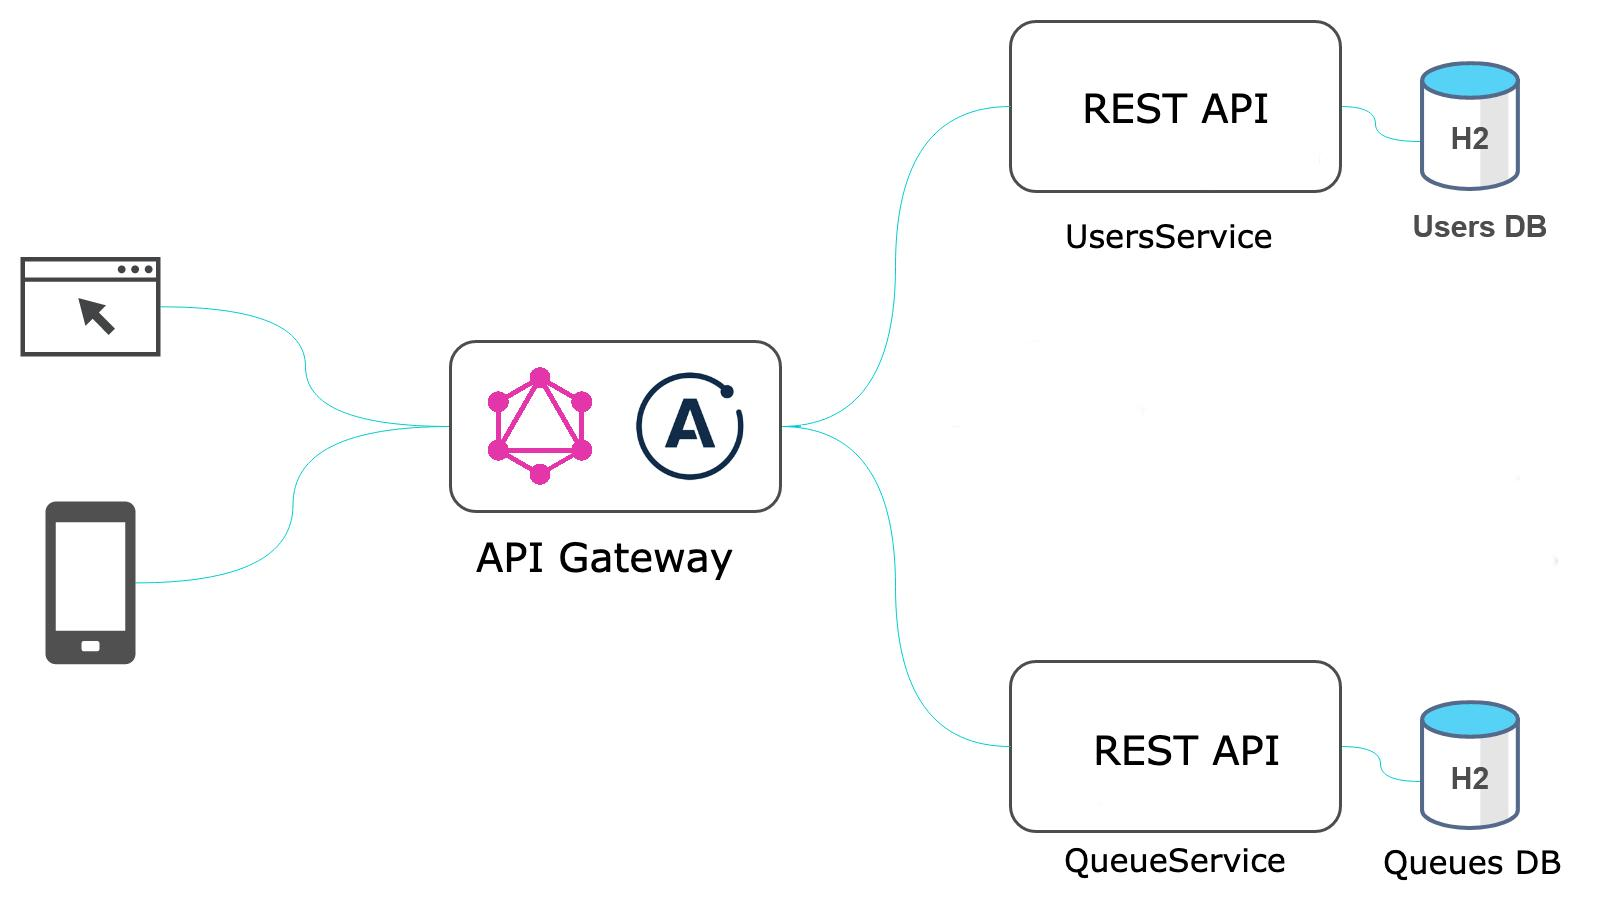 REST API
H2
Users DB
UsersService
A
API Gateway
REST API
H2
QueueService
Queues DB